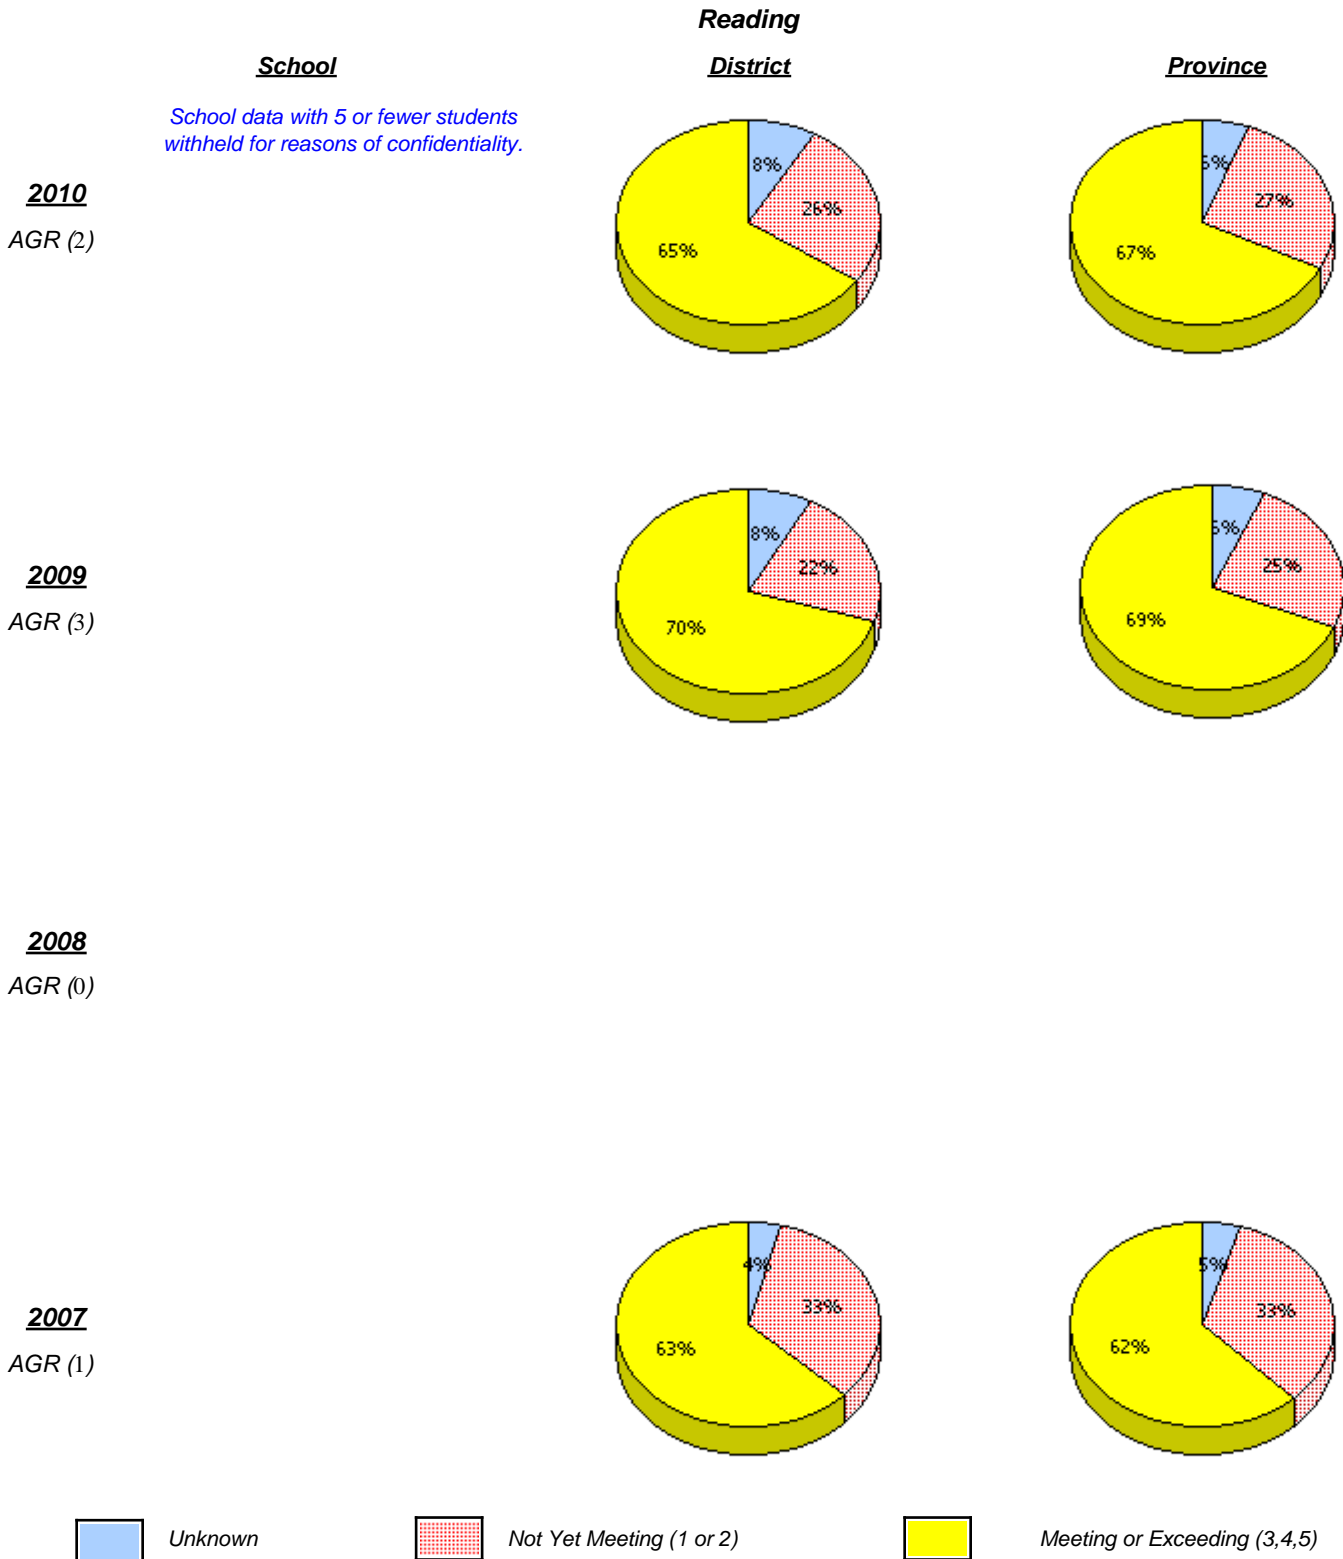 Reading
School District Province
School data with 5 or fewer students
withheld for reasons of confidentiality.
2010
AGR (2)
8%
26%
65%
27%
67%
2009
AGR (3)
8%
22%
70%
25%
69%
2008
AGR (0)
2007
AGR (1)
4%
33%
63%
5%
33%
62%
Unknown Not Yet Meeting (1 or 2) Meeting or Exceeding (3,4,5)